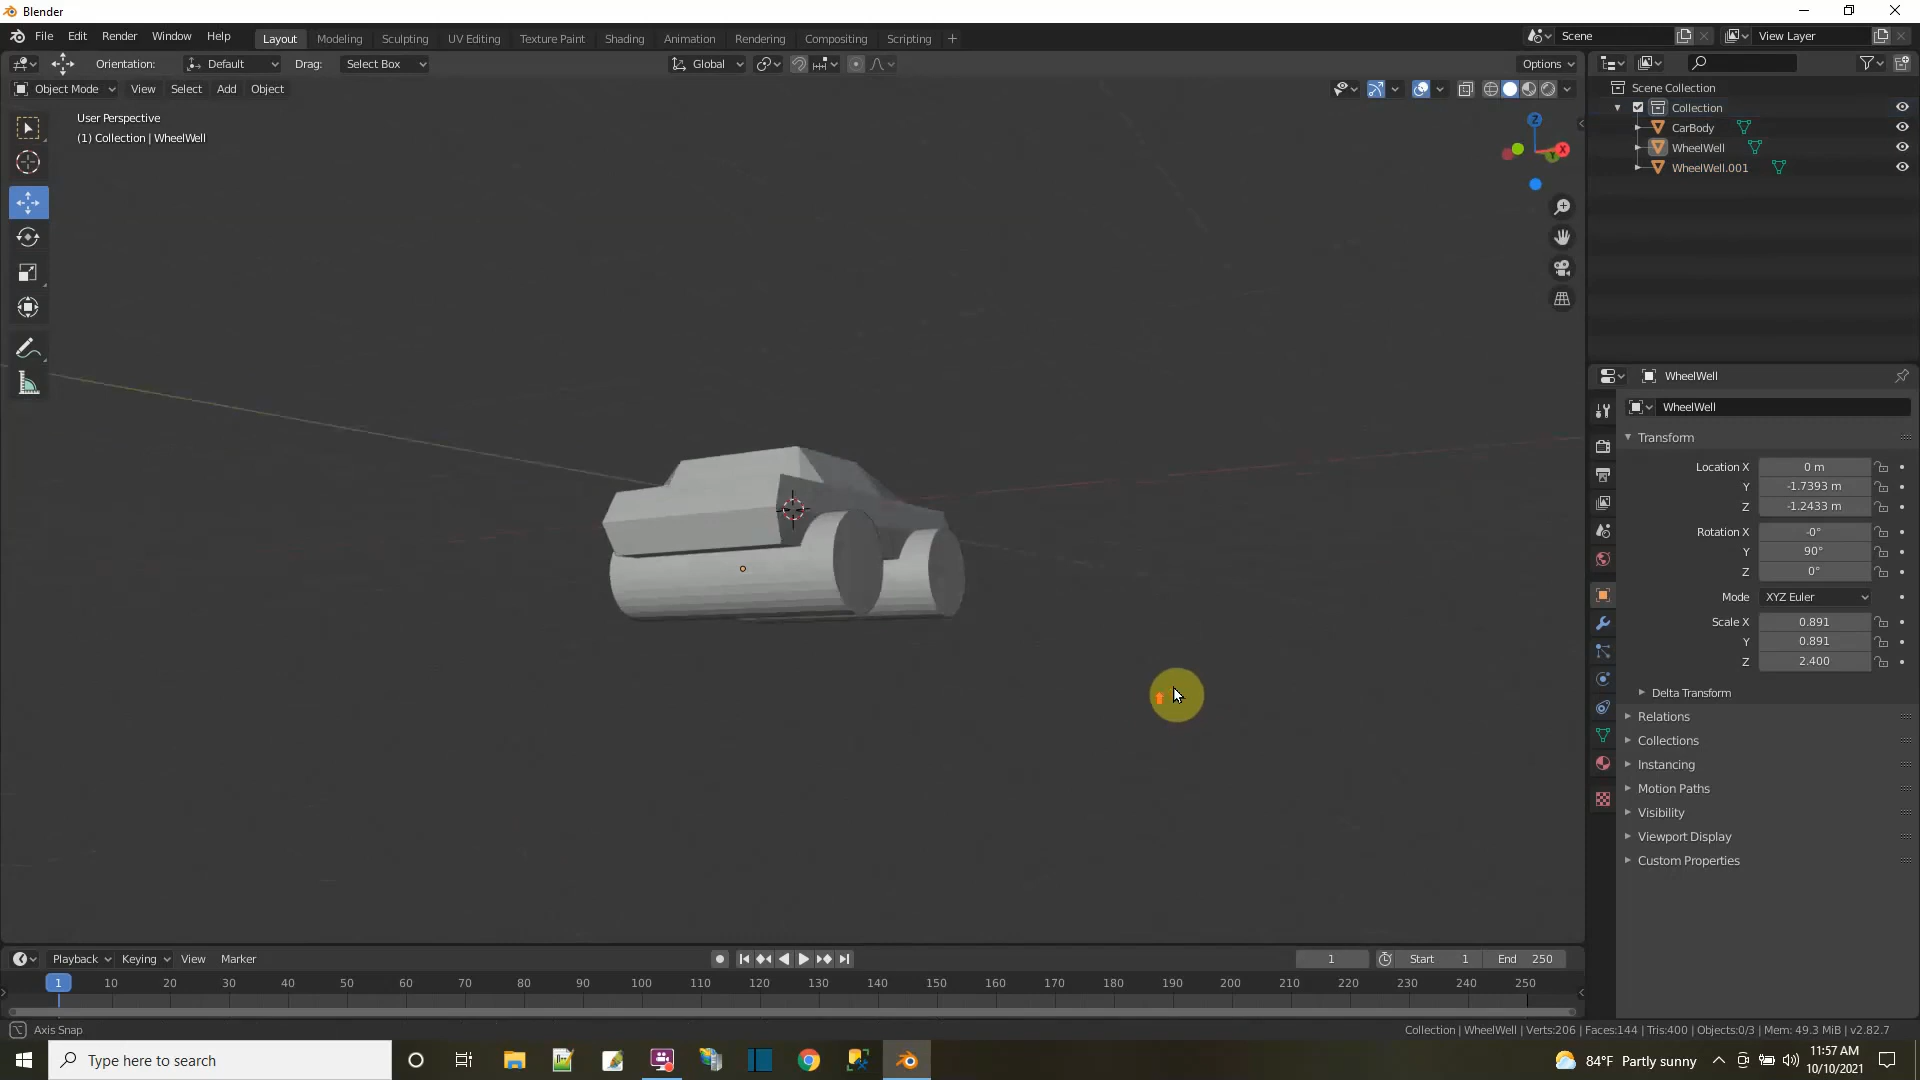 Blender
File Edit Render Window Help
Layout Modeling Sculpting UV Editing Texture Paint Shading Animation Rendering Compositing Scripting +
Scene
View Layer
Orientation: Default Drag: Select Box
Global
Options
Object Mode View Select Add Object
User Perspective
(1) Collection | WheelWell
Z
X
Y
Scene Collection
Collection
CarBody
WheelWell
WheelWell.001
WheelWell
WheelWell
Transform
Location X 0 m
Y -1.7393 m
Z -1.2433 m
Rotation X -0°
Y 90°
Z 0°
Mode XYZ Euler
Scale X 0.891
Y 0.891
Z 2.400
Delta Transform
Relations
Collections
Instancing
Motion Paths
Visibility
Viewport Display
Custom Properties
Playback Keying View Marker
1 Start 1 End 250
1 10 20 30 40 50 60 70 80 90 100 110 120 130 140 150 160 170 180 190 200 210 220 230 240 250
Axis Snap
Collection | WheelWell | Verts:206 | Faces:144 | Tris:400 | Objects:0/3 | Mem: 49.3 MiB | v2.82.7
Type here to search
84°F Partly sunny
11:57 AM
10/10/2021